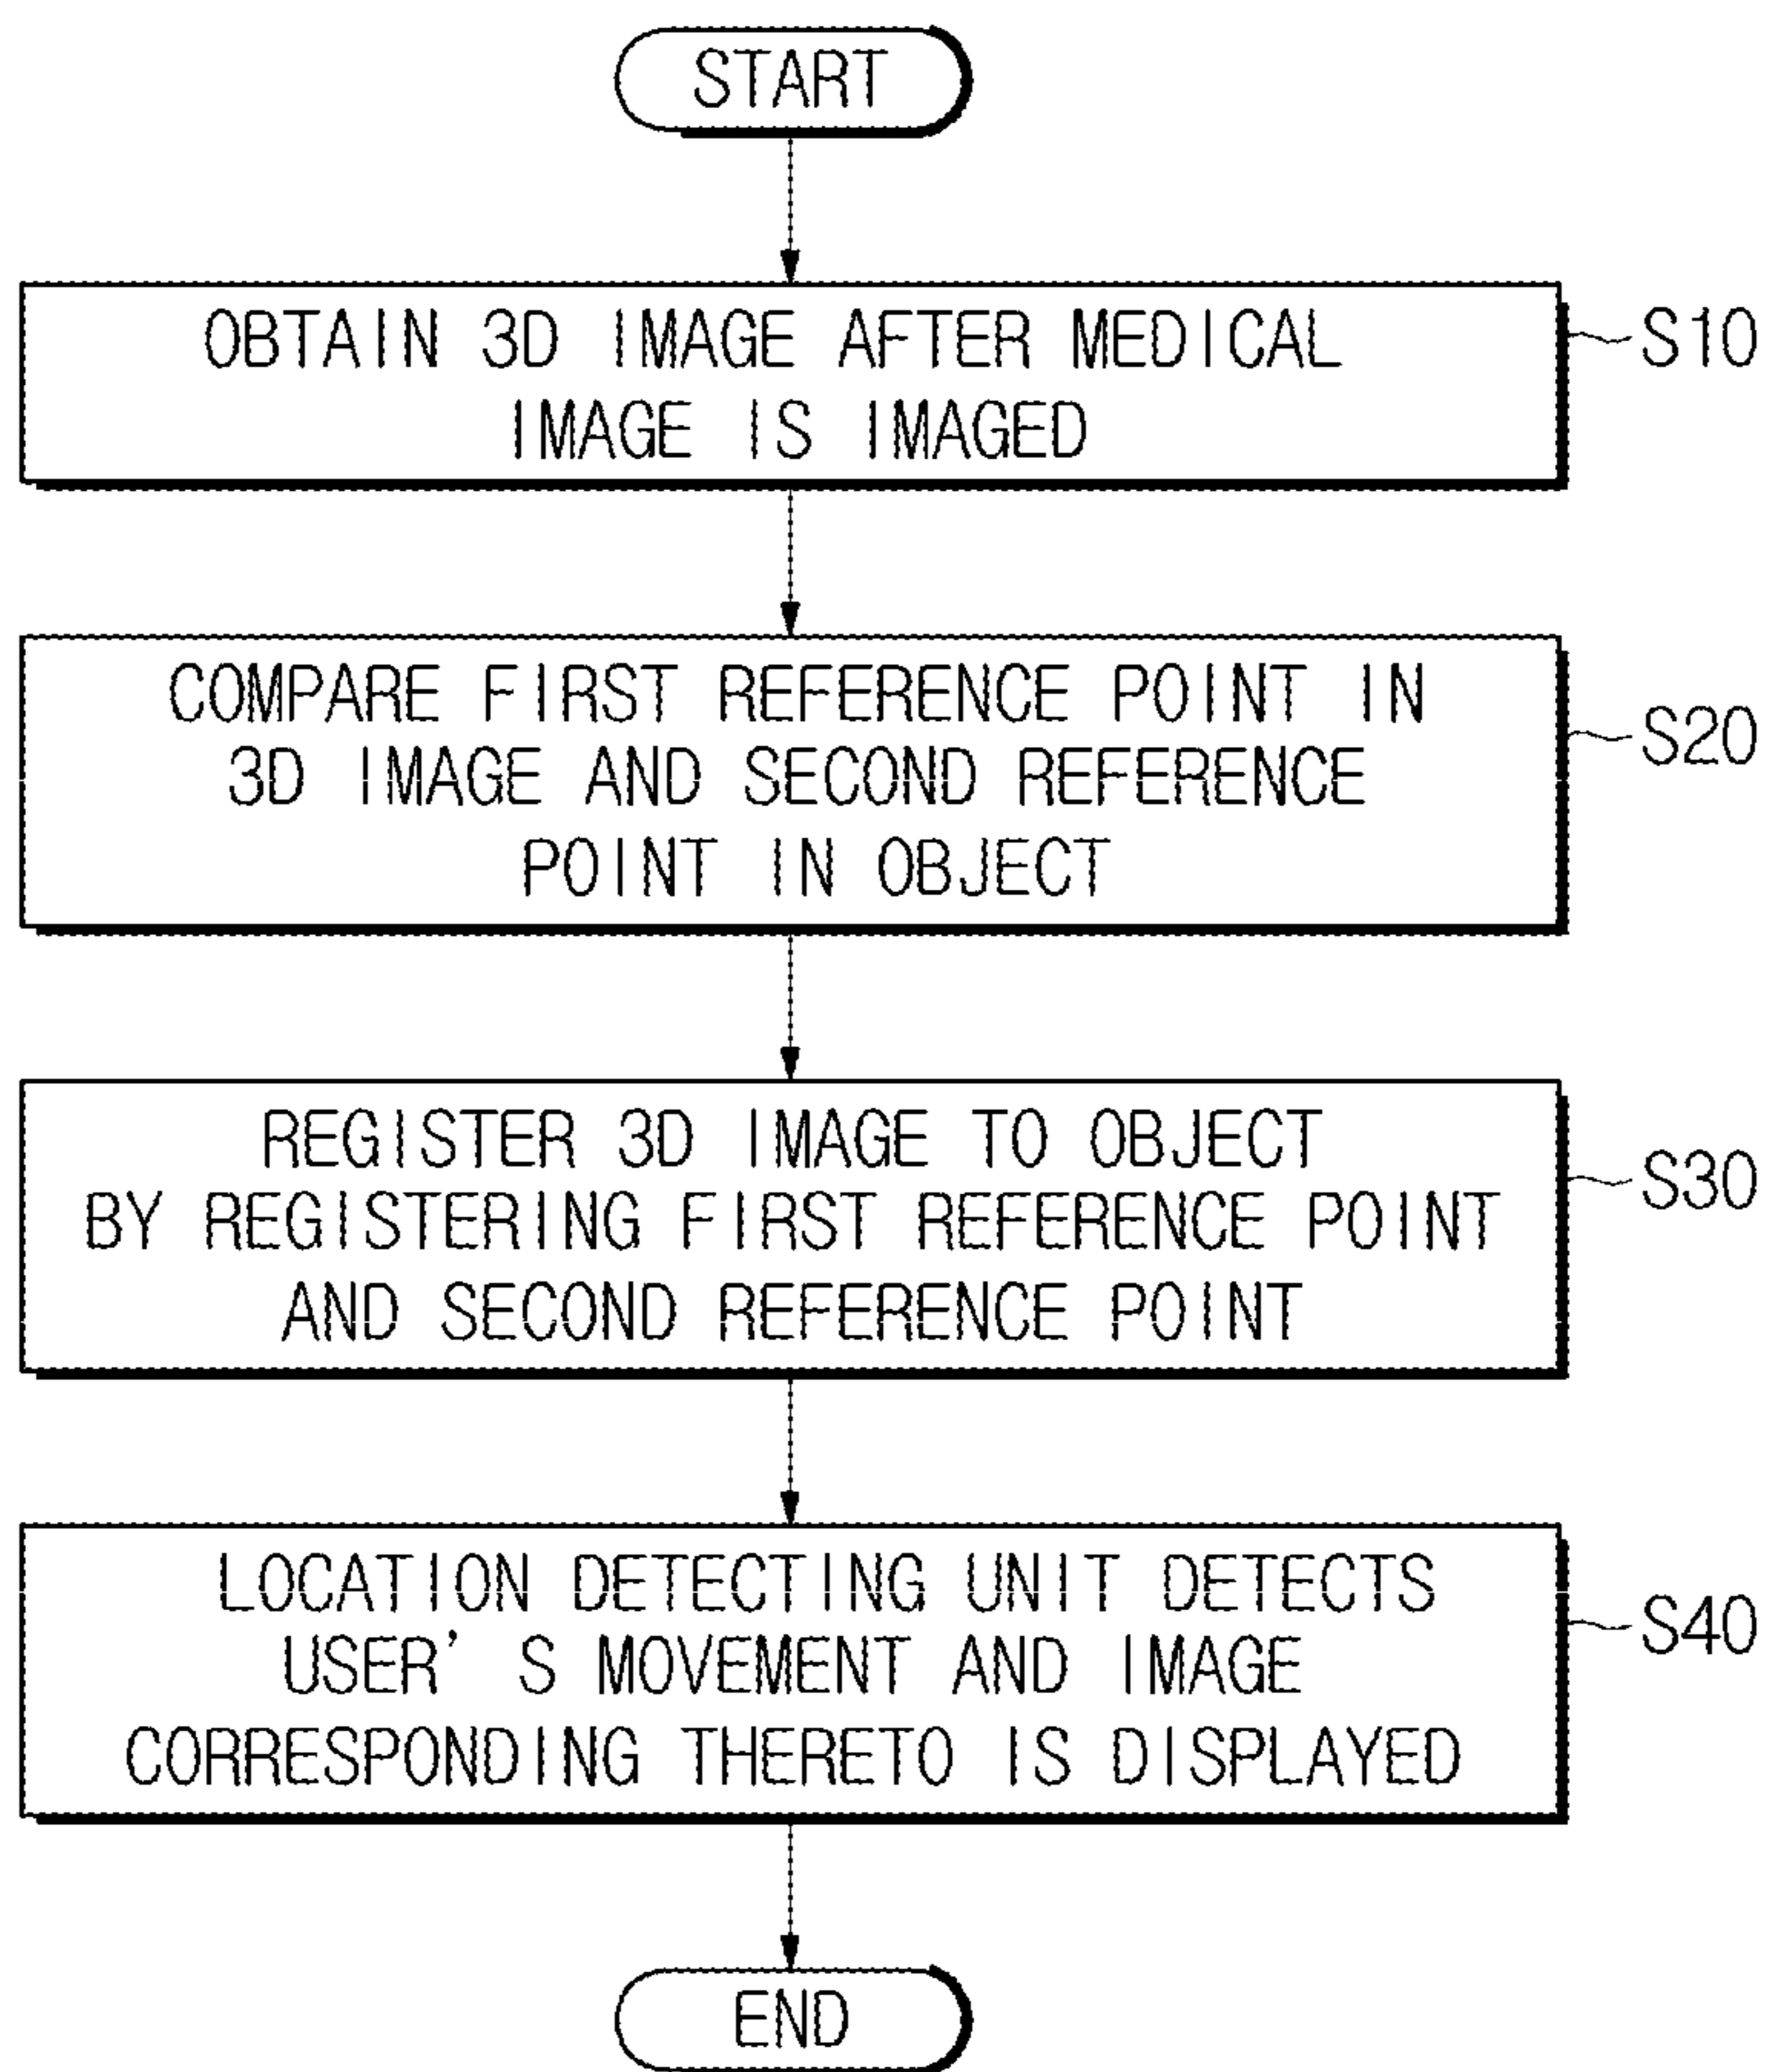 START
OBTAIN 3D IMAGE AFTER MEDICAL
IMAGE IS IMAGED
S10
COMPARE FIRST REFERENCE POINT IN
3D IMAGE AND SECOND REFERENCE
POINT IN OBJECT
S20
REGISTER 3D IMAGE TO OBJECT
BY REGISTERING FIRST REFERENCE POINT
AND SECOND REFERENCE POINT
S30
LOCATION DETECTING UNIT DETECTS
USER'S MOVEMENT AND IMAGE
CORRESPONDING THERETO IS DISPLAYED
S40
END